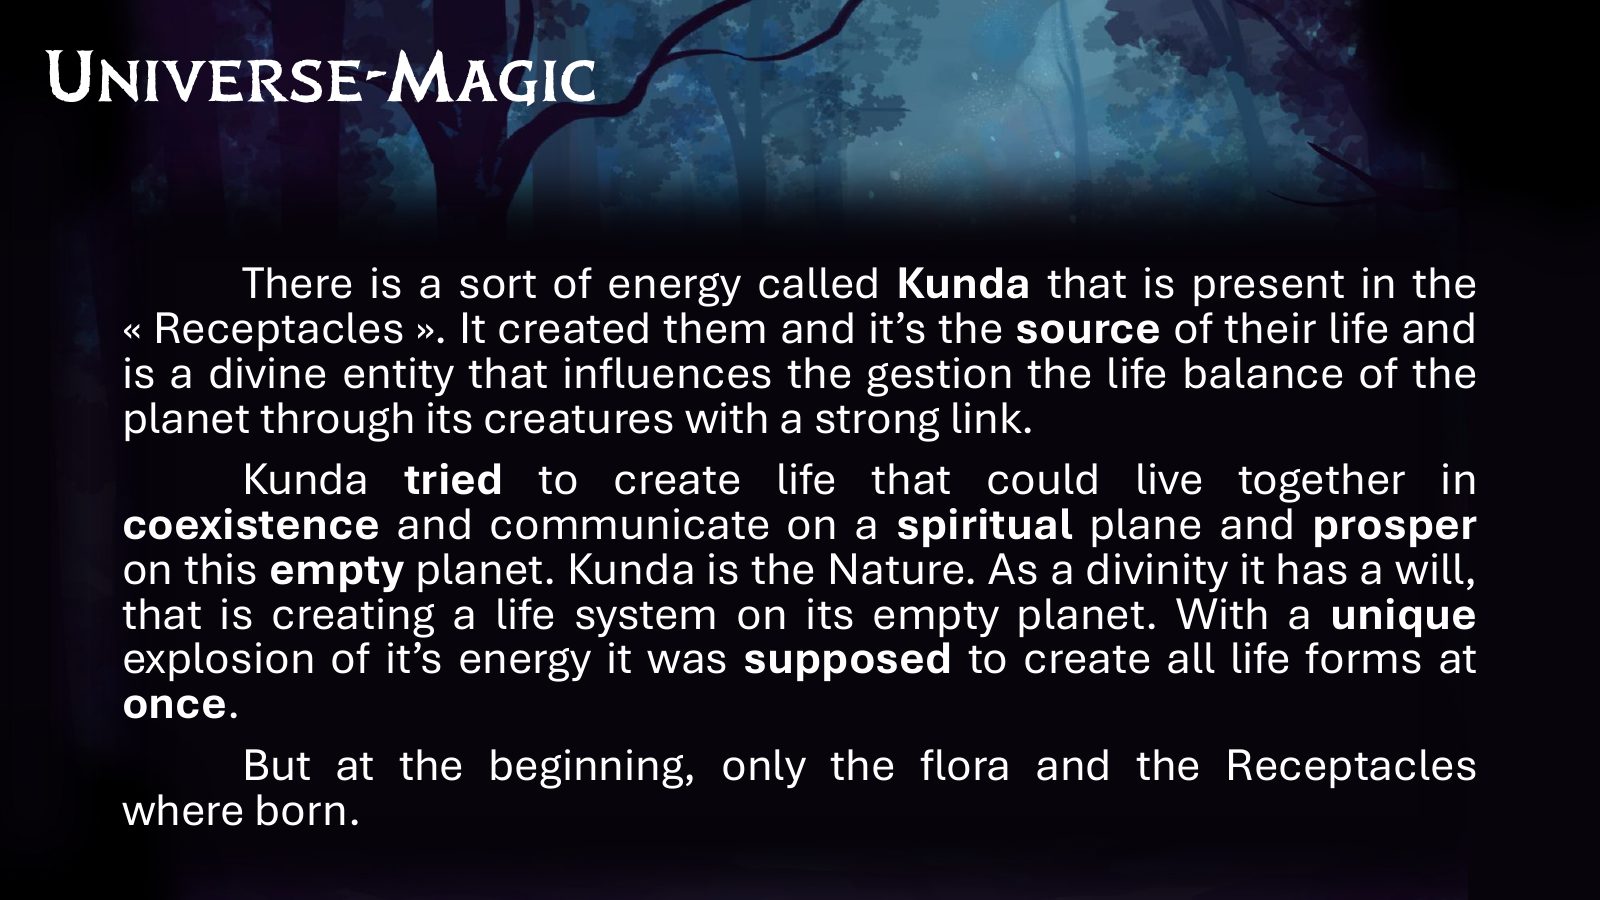 UNIVERSE-MAGIC
There is a sort of energy called Kunda that is present in the
« Receptacles ». It created them and it’s the source of their life and
is a divine entity that influences the gestion the life balance of the
planet through its creatures with a strong link.
Kunda tried to create life that could live together in
coexistence and communicate on a spiritual plane and prosper
on this empty planet. Kunda is the Nature. As a divinity it has a will,
that is creating a life system on its empty planet. With a unique
explosion of it’s energy it was supposed to create all life forms at
once.
But at the beginning, only the flora and the Receptacles
where born.